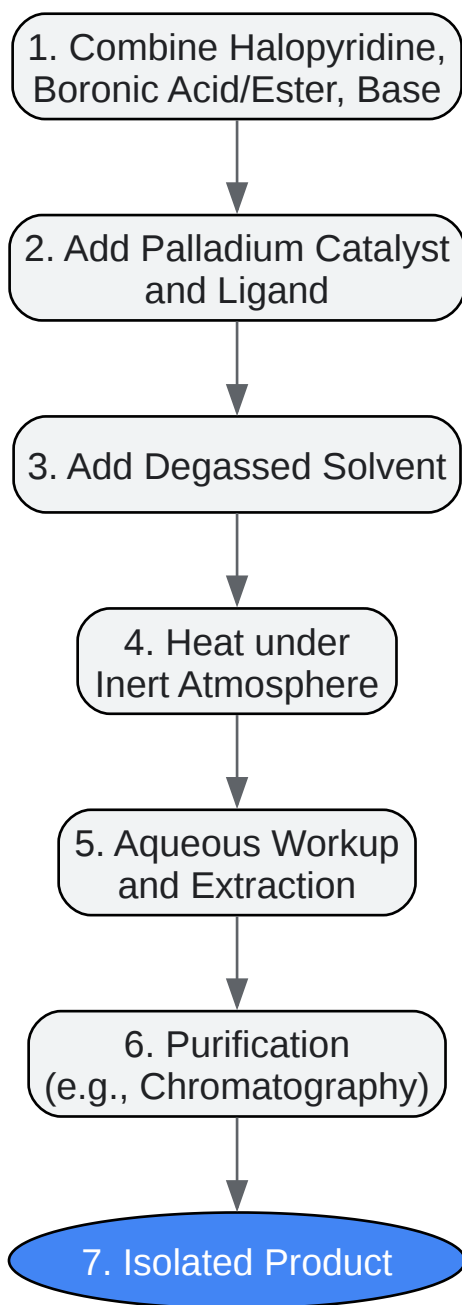 1. Combine Halopyridine,
Boronic Acid/Ester, Base
2. Add Palladium Catalyst
and Ligand
3. Add Degassed Solvent
4. Heat under
Inert Atmosphere
5. Aqueous Workup
and Extraction
6. Purification
(e.g., Chromatography)
7. Isolated Product